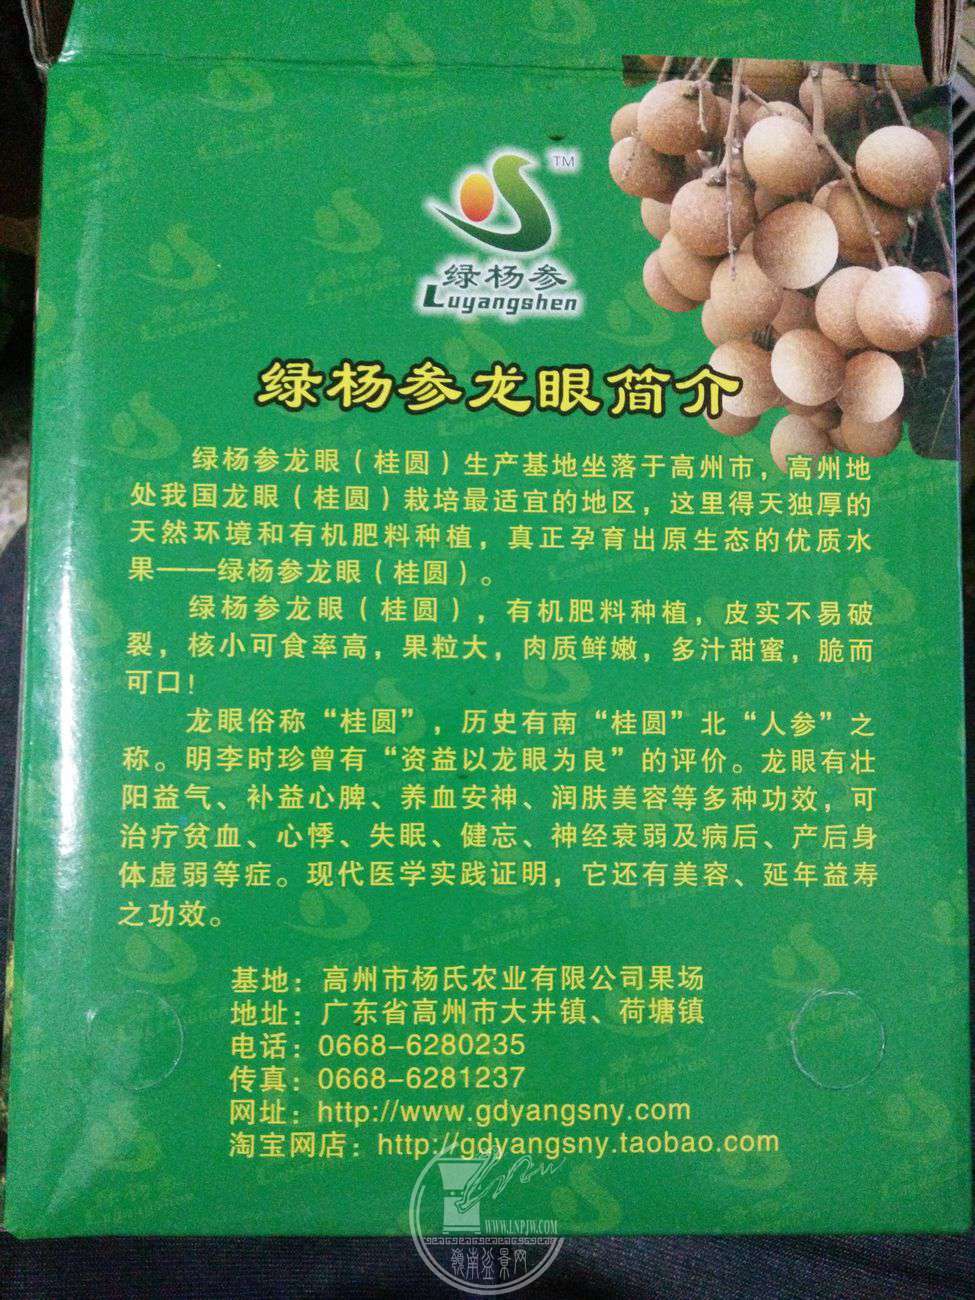 TM
绿杨参
Luyangshen
绿杨参龙眼简介
绿杨参龙眼（桂圆）生产基地坐落于高州市，高州地
处我国龙眼（桂圆）栽培最适宜的地区，这里得天独厚的
天然环境和有机肥料种植，真正孕育出原生态的优质水
果——绿杨参龙眼（桂圆）。
绿杨参龙眼（桂圆），有机肥料种植，皮实不易破
裂，核小可食率高，果粒大，肉质鲜嫩，多汁甜蜜，脆而
可口！
龙眼俗称“桂圆”，历史有南“桂圆”北“人参”之
称。明李时珍曾有“资益以龙眼为良”的评价。龙眼有壮
阳益气、补益心脾、养血安神、润肤美容等多种功效，可
治疗贫血、心悸、失眠、健忘、神经衰弱及病后、产后身
体虚弱等症。现代医学实践证明，它还有美容、延年益寿
之功效。
基地：高州市杨氏农业有限公司果场
地址：广东省高州市大井镇、荷塘镇
电话：0668-6280235
传真：0668-6281237
网址：http://www.gdyangsny.com
淘宝网店：http://gdyangsny.taobao.com
WWW.LNPJW.COM
嶺南盆景网